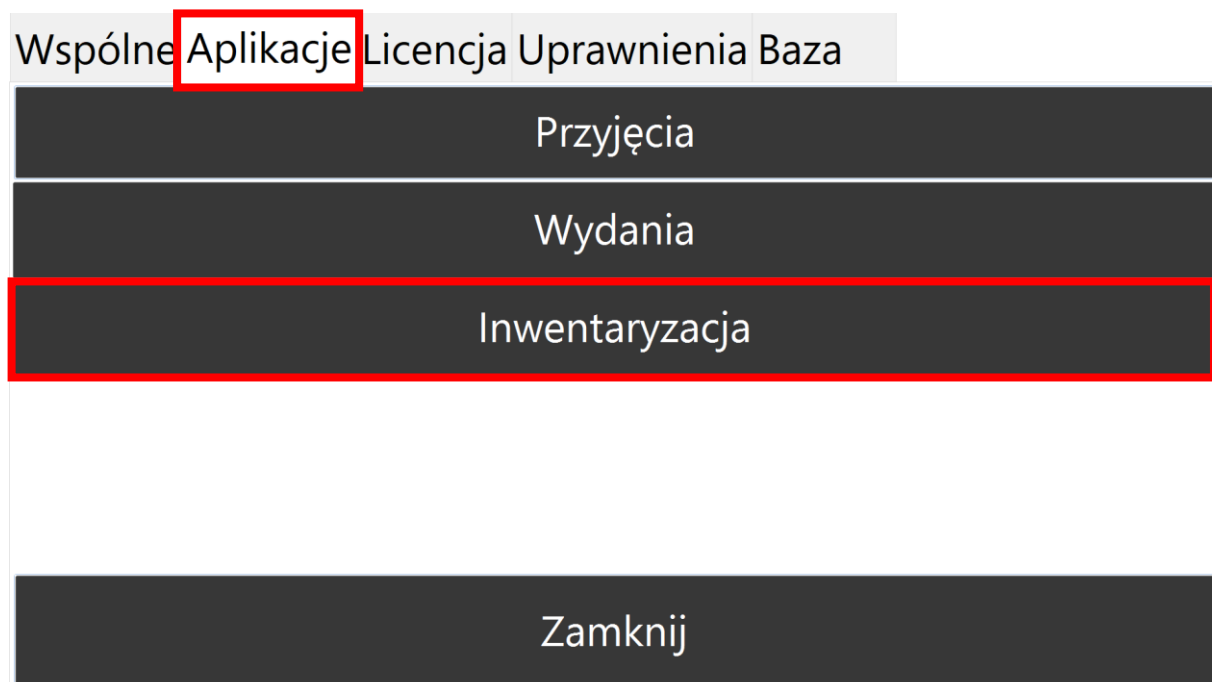 Wspólne Aplikacje Licencja Uprawnienia Baza
Przyjęcia
Wydania
Inwentaryzacja
Zamknij